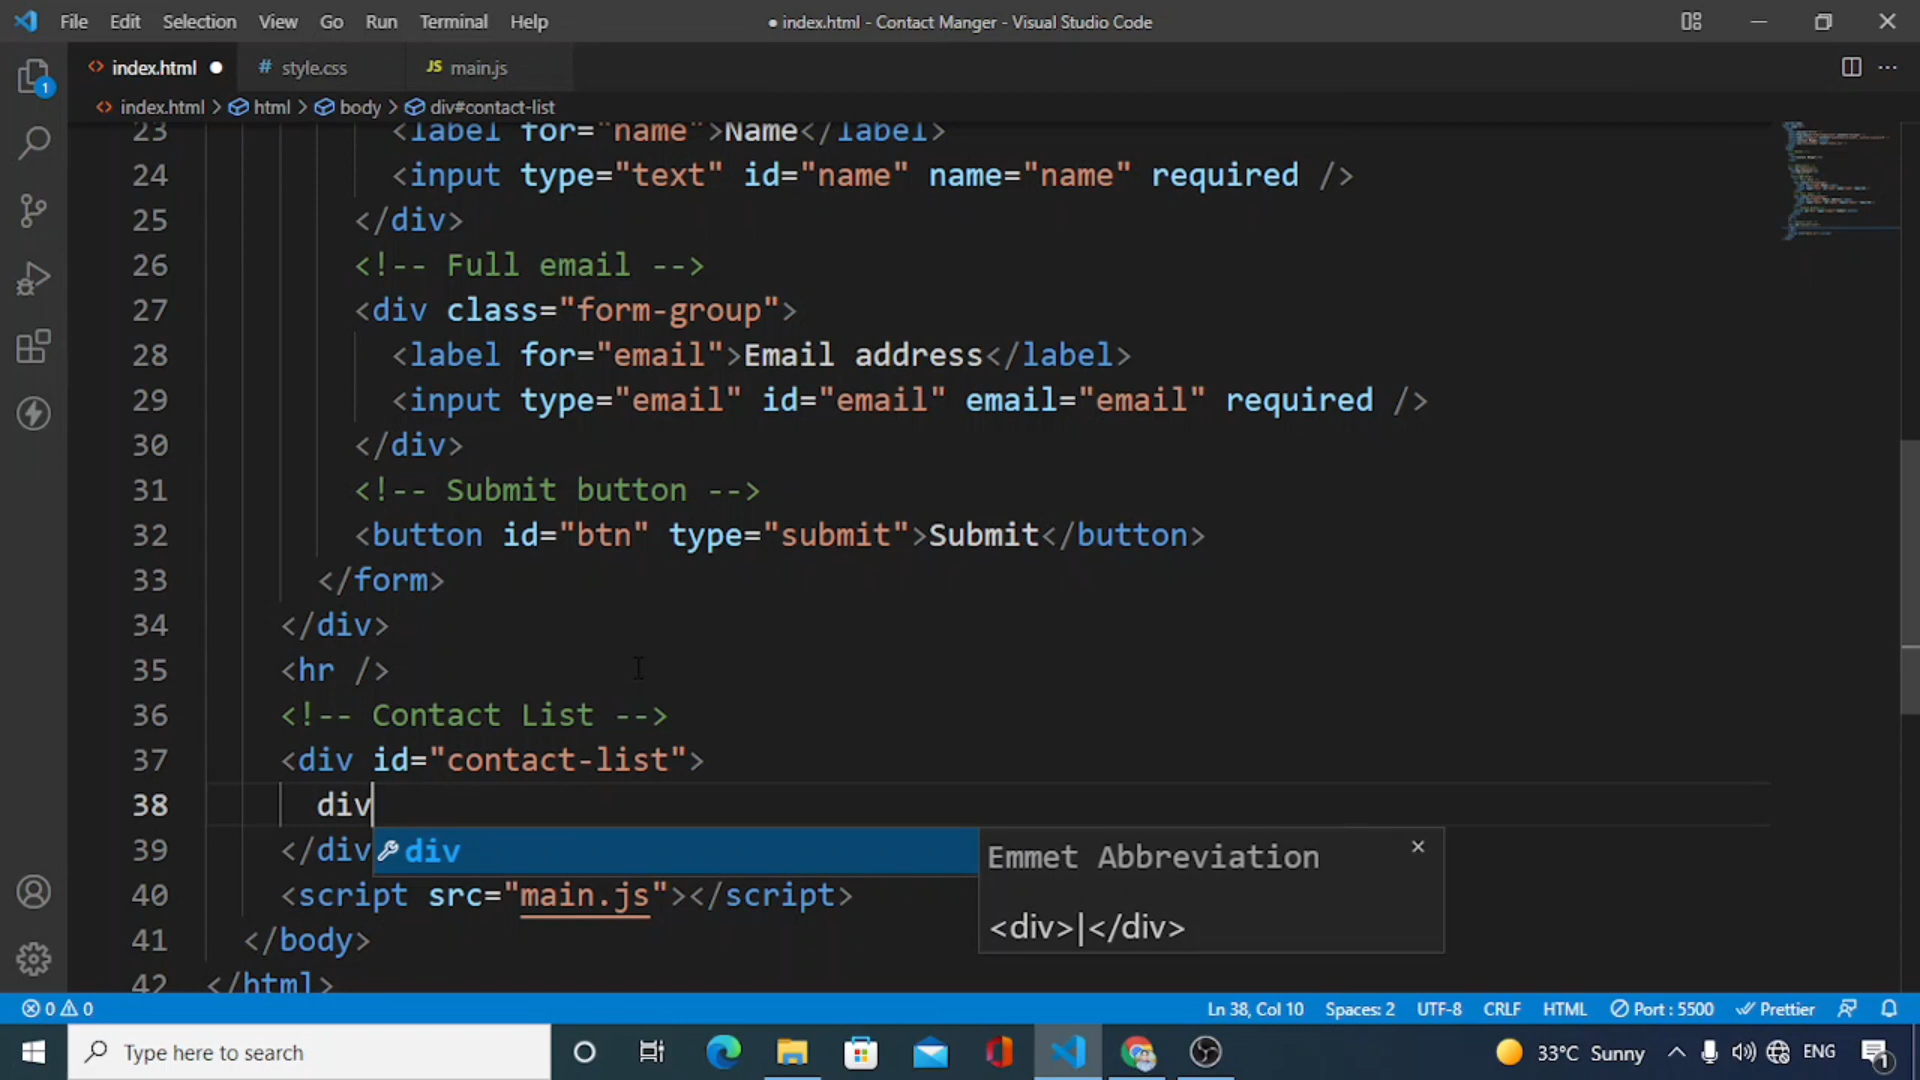 File Edit Selection View Go Run Terminal Help ● index.html - Contact Manger - Visual Studio Code
index.html ● # style.css JS main.js
index.html > html > body > div#contact-list
23 <label for="name">Name</label>
24 <input type="text" id="name" name="name" required />
25 </div>
26 <!-- Full email -->
27 <div class="form-group">
28 <label for="email">Email address</label>
29 <input type="email" id="email" email="email" required />
30 </div>
31 <!-- Submit button -->
32 <button id="btn" type="submit">Submit</button>
33 </form>
34 </div>
35 <hr />
36 <!-- Contact List -->
37 <div id="contact-list">
38 div
39 </div
div
Emmet Abbreviation
<div>|</div>
40 <script src="main.js"></script>
41 </body>
42 </html>
1
0 0 Ln 38, Col 10 Spaces: 2 UTF-8 CRLF HTML Port : 5500 Prettier
Type here to search 33°C Sunny ENG 1